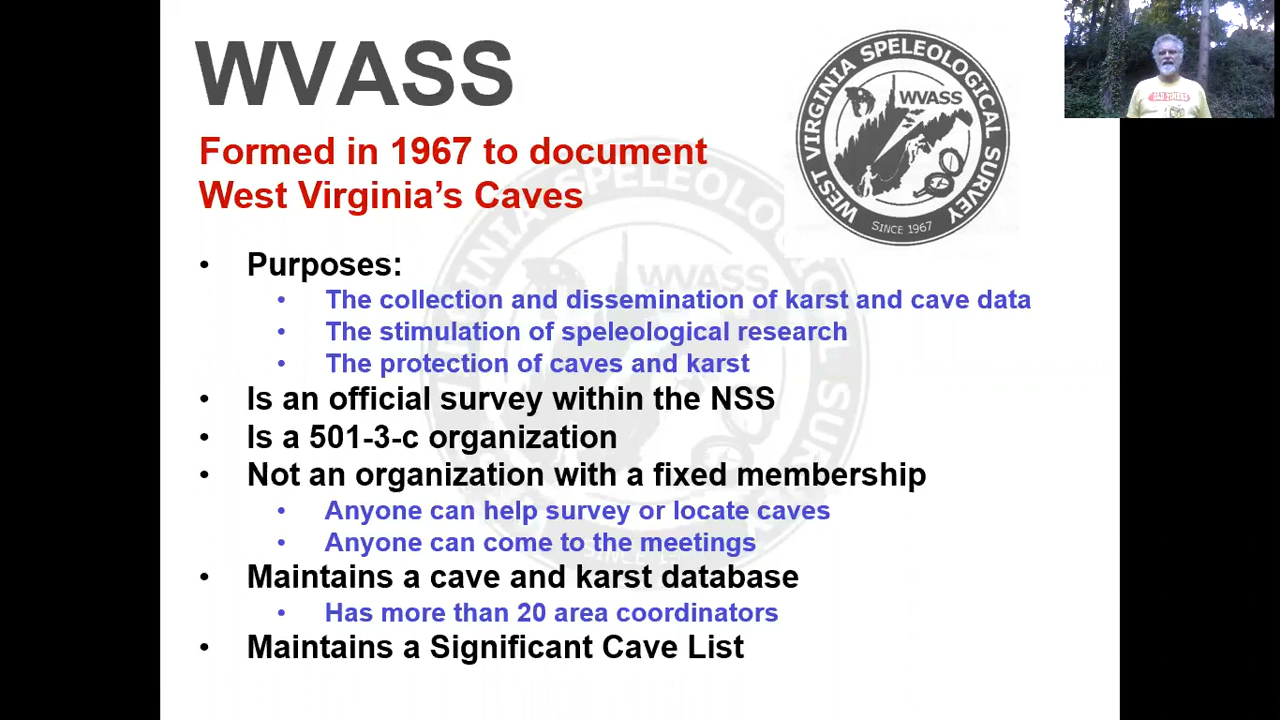 WVASS
Formed in 1967 to document
West Virginia's Caves
WEST VIRGINIA SPELEOLOGICAL SURVEY
WVASS
SINCE 1967
• Purposes:
• The collection and dissemination of karst and cave data
• The stimulation of speleological research
• The protection of caves and karst
• Is an official survey within the NSS
• Is a 501-3-c organization
• Not an organization with a fixed membership
• Anyone can help survey or locate caves
• Anyone can come to the meetings
• Maintains a cave and karst database
• Has more than 20 area coordinators
• Maintains a Significant Cave List
OLD TIMERS